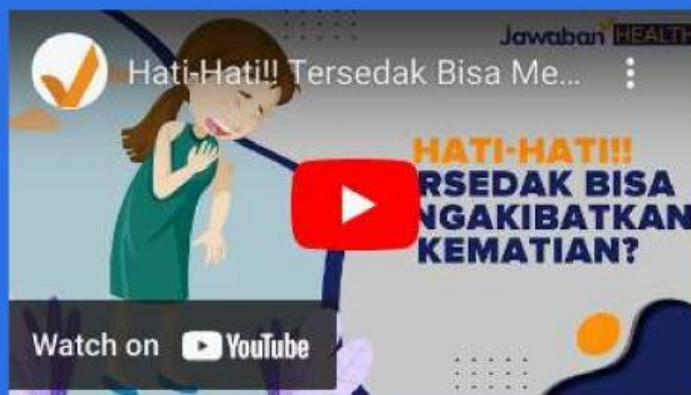 Jawaban HEALTH
Hati-Hati!! Tersedak Bisa Me...
HATI-HATI!!
RSEDAK BISA
NGAKIBATKAN
KEMATIAN?
Watch on YouTube